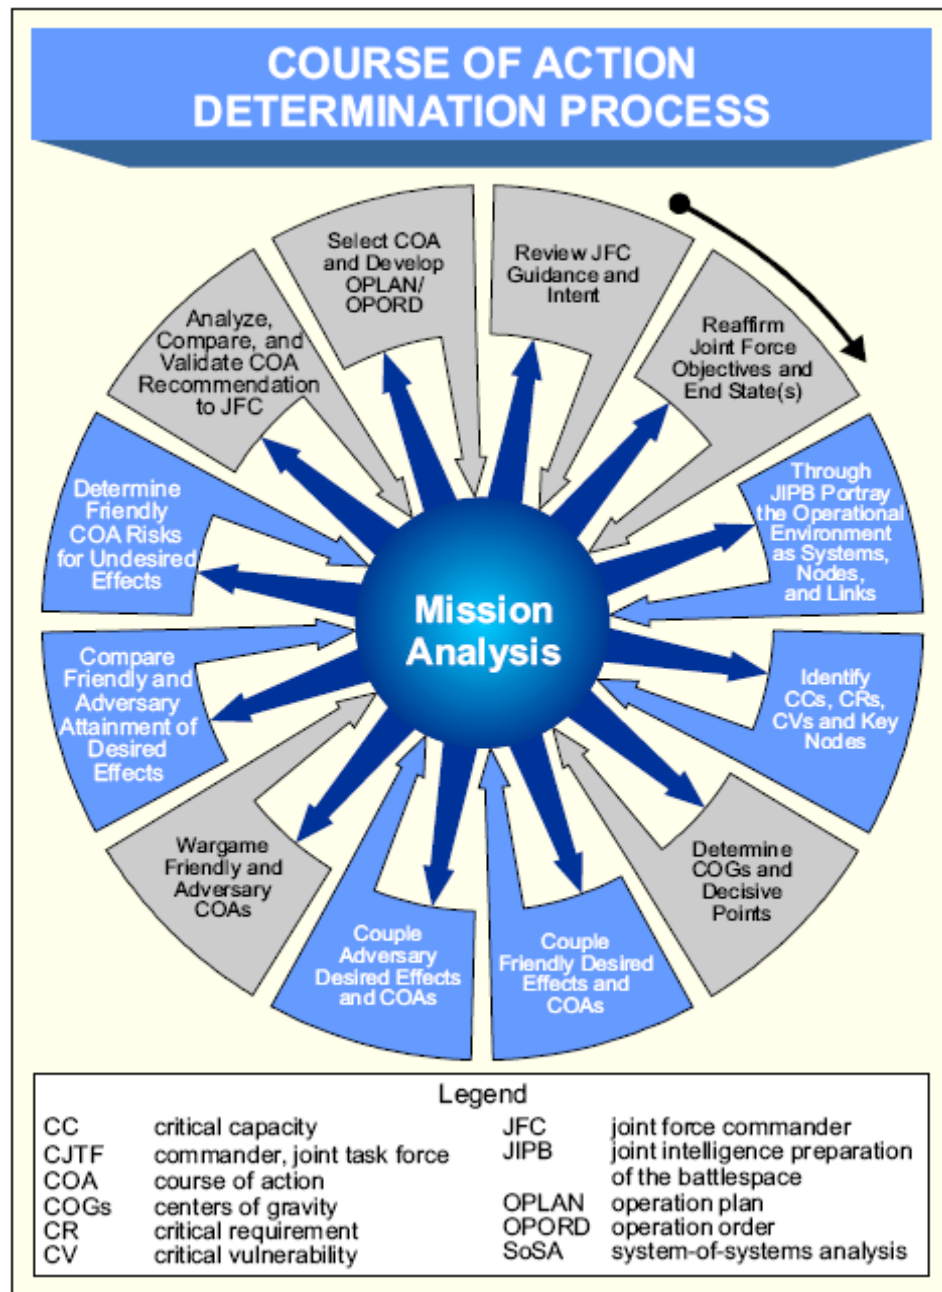 COURSE OF ACTION
DETERMINATION PROCESS
Review JFC
Guidance and
Intent
Reaffirm
Joint Force
Objectives and
End State(s)
Through
JIPB Portray
the Operational
Environment
as Systems,
Nodes,
and Links
Identify
CCs, CRs,
CVs and Key
Nodes
Determine
COGs and
Decisive
Points
Couple
Friendly Desired
Effects and
COAs
Couple
Adversary
Desired Effects
and COAs
Wargame
Friendly and
Adversary
COAs
Compare
Friendly and
Adversary
Attainment of
Desired
Effects
Determine
Friendly
COA Risks
for Undesired
Effects
Analyze,
Compare, and
Validate COA
Recommendation
to JFC
Select COA
and Develop
OPLAN/
OPORD
Mission
Analysis
Legend
CC critical capacity
CJTF commander, joint task force
COA course of action
COGs centers of gravity
CR critical requirement
CV critical vulnerability
JFC joint force commander
JIPB joint intelligence preparation
of the battlespace
OPLAN operation plan
OPORD operation order
SoSA system-of-systems analysis